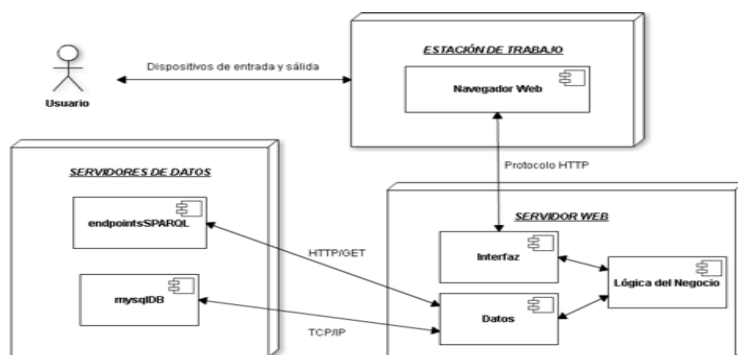 ESTACIÓN DE TRABAJO
Dispositivos de entrada y sálida
Navegador Web
Usuario
Protocolo HTTP
SERVIDORES DE DATOS
endpointsSPARQL
HTTP/GET
mysqlDB
TCP/IP
SERVIDOR WEB
Interfaz
Lógica del Negocio
Datos